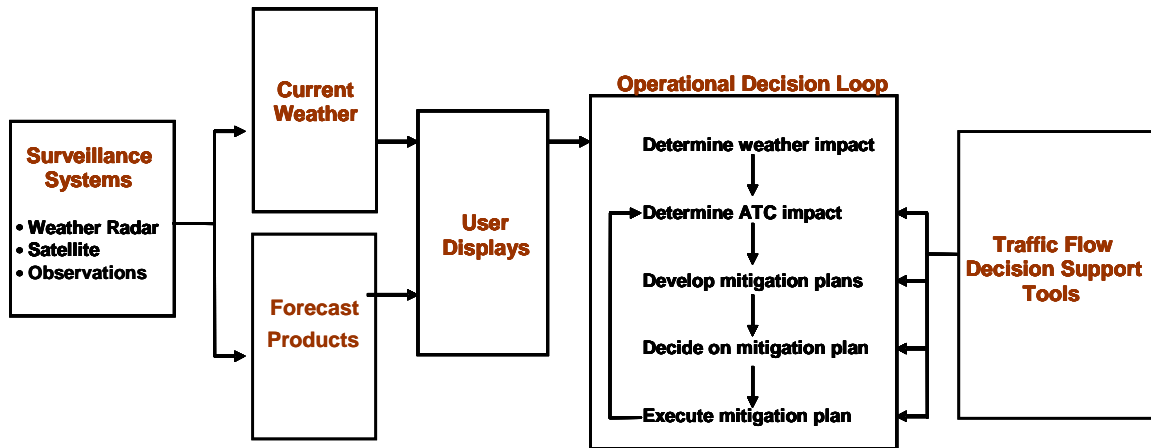 Surveillance
Systems
• Weather Radar
• Satellite
• Observations
Current
Weather
Forecast
Products
User
Displays
Operational Decision Loop
Determine weather impact
Determine ATC impact
Develop mitigation plans
Decide on mitigation plan
Execute mitigation plan
Traffic Flow
Decision Support
Tools